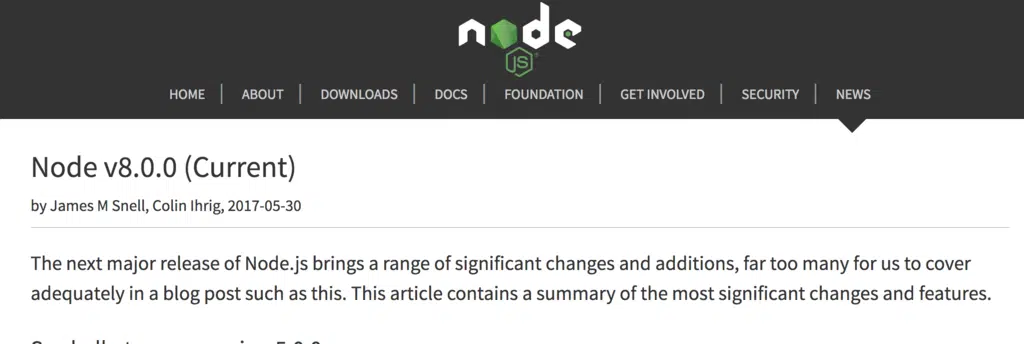 node
JS
HOME ABOUT DOWNLOADS DOCS FOUNDATION GET INVOLVED SECURITY NEWS
Node v8.0.0 (Current)
by James M Snell, Colin Ihrig, 2017-05-30
The next major release of Node.js brings a range of significant changes and additions, far too many for us to cover
adequately in a blog post such as this. This article contains a summary of the most significant changes and features.